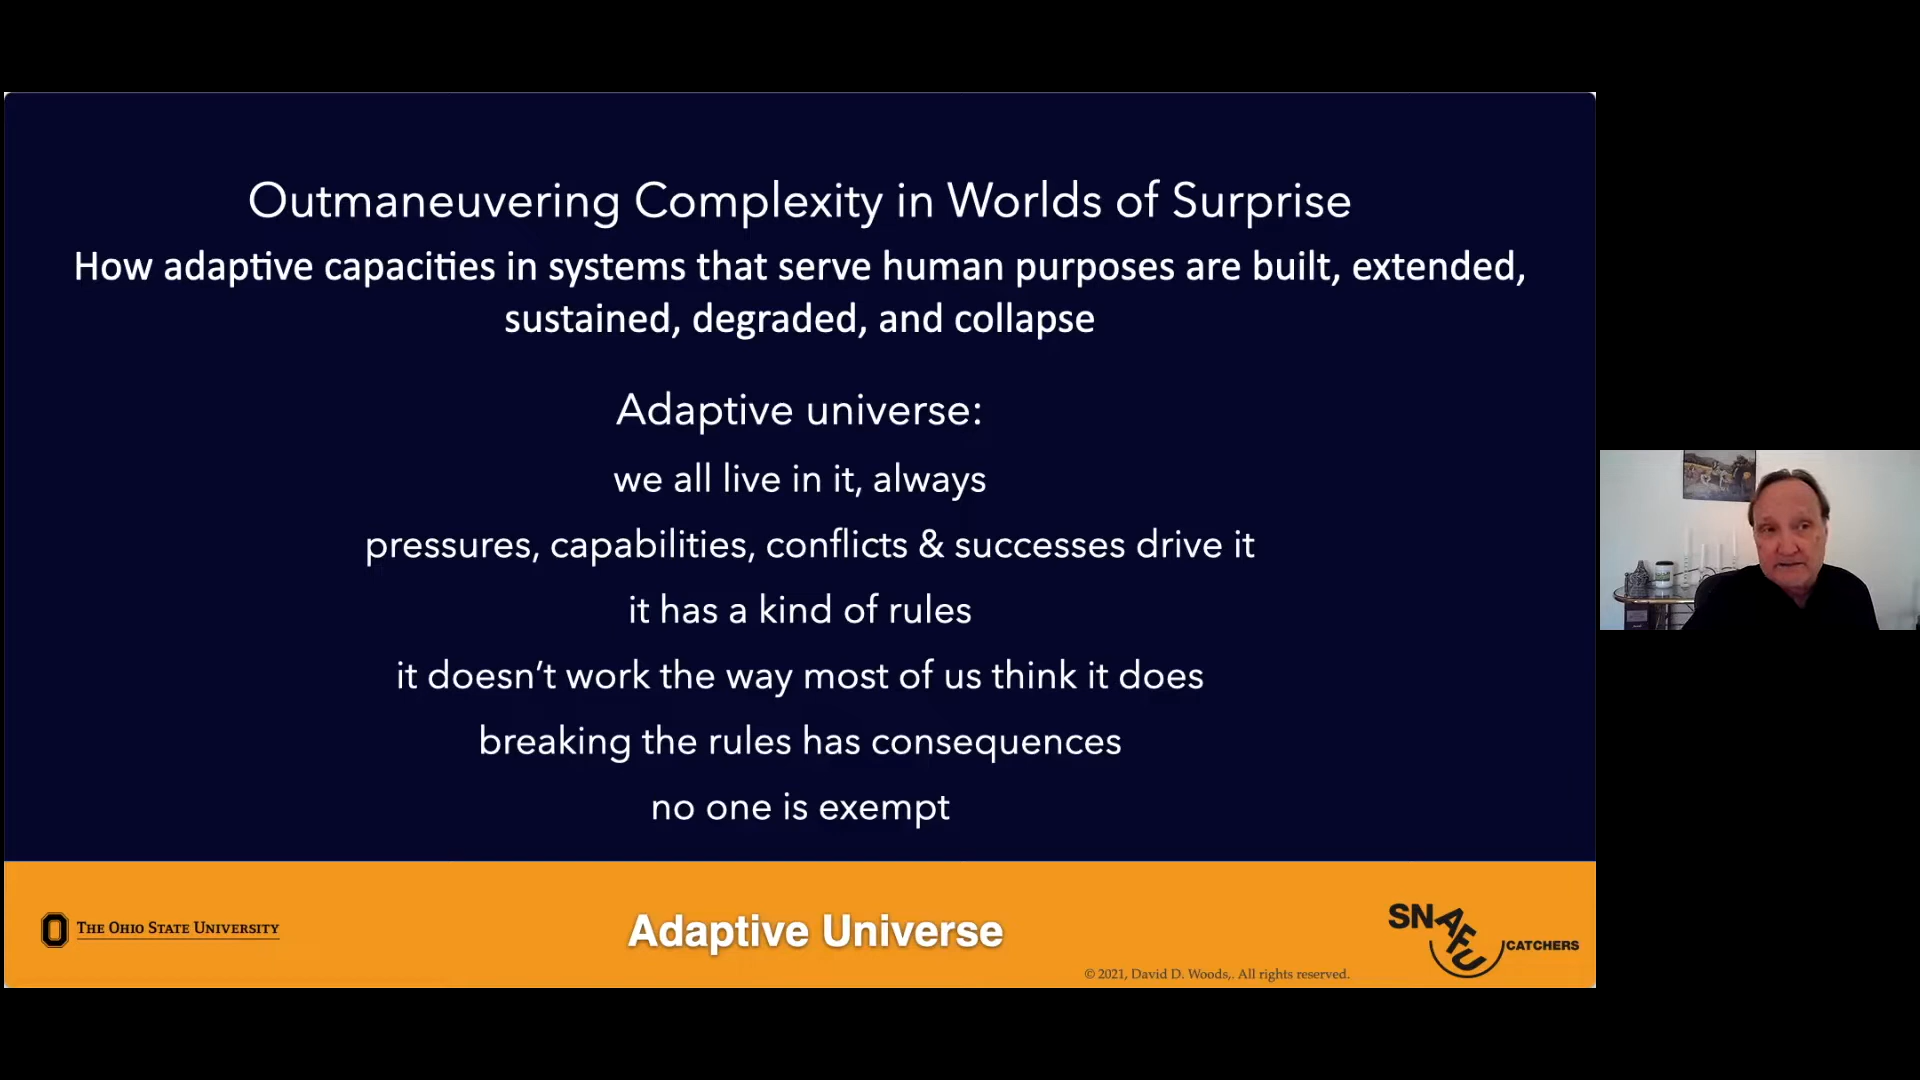 Outmaneuvering Complexity in Worlds of Surprise
How adaptive capacities in systems that serve human purposes are built, extended,
sustained, degraded, and collapse
Adaptive universe:
we all live in it, always
pressures, capabilities, conflicts & successes drive it
it has a kind of rules
it doesn’t work the way most of us think it does
breaking the rules has consequences
no one is exempt
The Ohio State University
Adaptive Universe
© 2021, David D. Woods,. All rights reserved.
SNAFU
CATCHERS